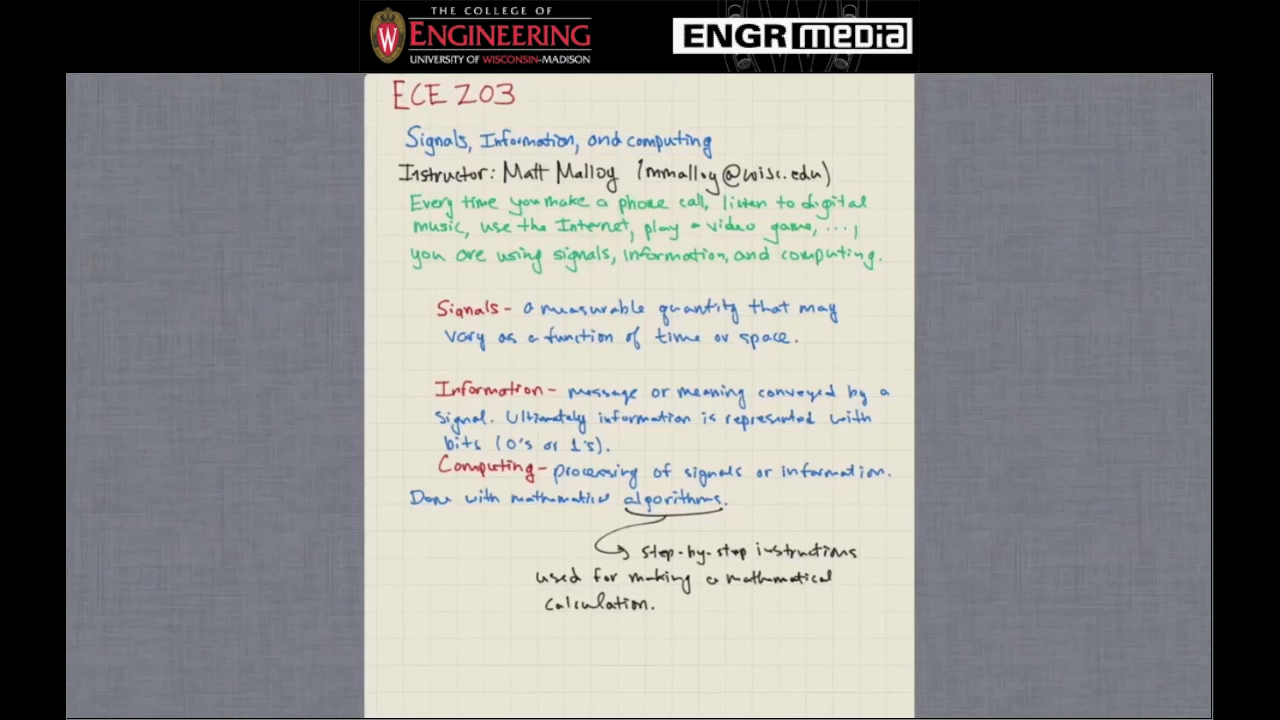 THE COLLEGE OF
ENGINEERING
UNIVERSITY OF WISCONSIN-MADISON
W
ENGR media
ECE 203
Signals, Information, and computing
Instructor: Matt Malloy (mmalloy@wisc.edu)
Every time you make a phone call, listen to digital
music, use the Internet, play a video game, ...,
you are using signals, information, and computing.
Signals - a measurable quantity that may
vary as a function of time or space.
Information - message or meaning conveyed by a
signal. Ultimately information is represented with
bits (0's or 1's).
Computing - processing of signals or information.
Done with mathematical algorithms.
step-by-step instructions
used for making a mathematical
calculation.